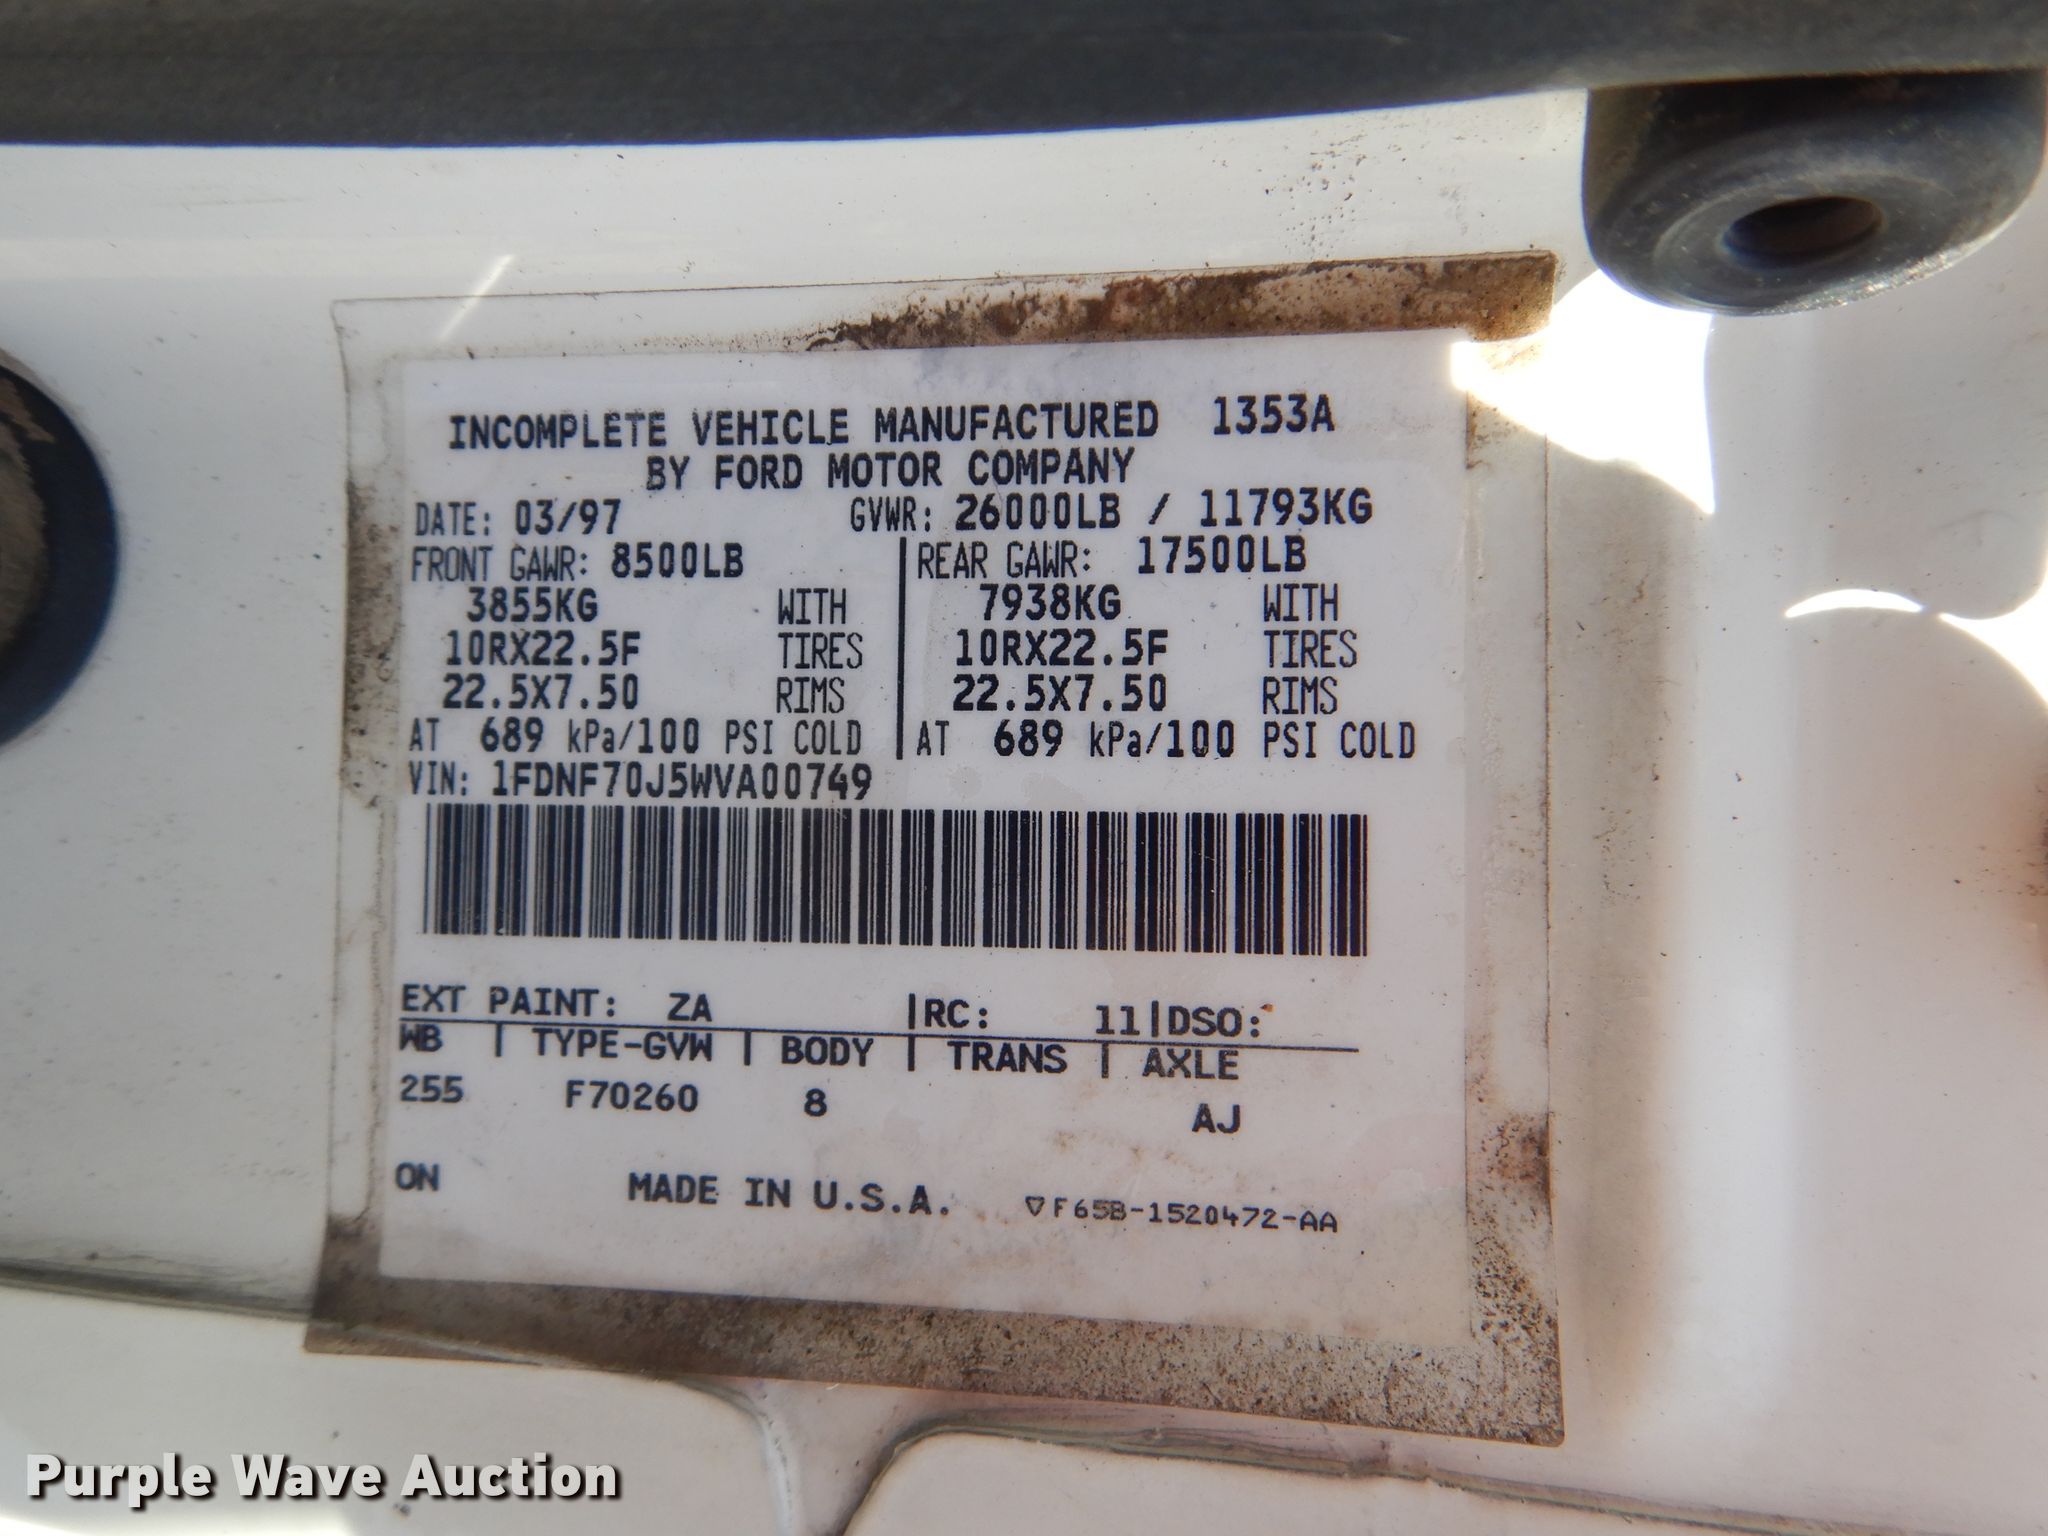 INCOMPLETE VEHICLE MANUFACTURED 1353A
BY FORD MOTOR COMPANY
DATE: 03/97 GVWR: 26000LB / 11793KG
FRONT GAWR: 8500LB REAR GAWR: 17500LB
3855KG WITH 7938KG WITH
10RX22.5F TIRES 10RX22.5F TIRES
22.5X7.50 RIMS 22.5X7.50 RIMS
AT 689 kPa/100 PSI COLD AT 689 kPa/100 PSI COLD
VIN: 1FDNF70J5WVA00749
EXT PAINT: ZA |RC: 11|DSO:
WB | TYPE-GVW | BODY | TRANS | AXLE
255 F70260 8 AJ
ON MADE IN U.S.A. ▽F65B-1520472-AA
Purple Wave Auction